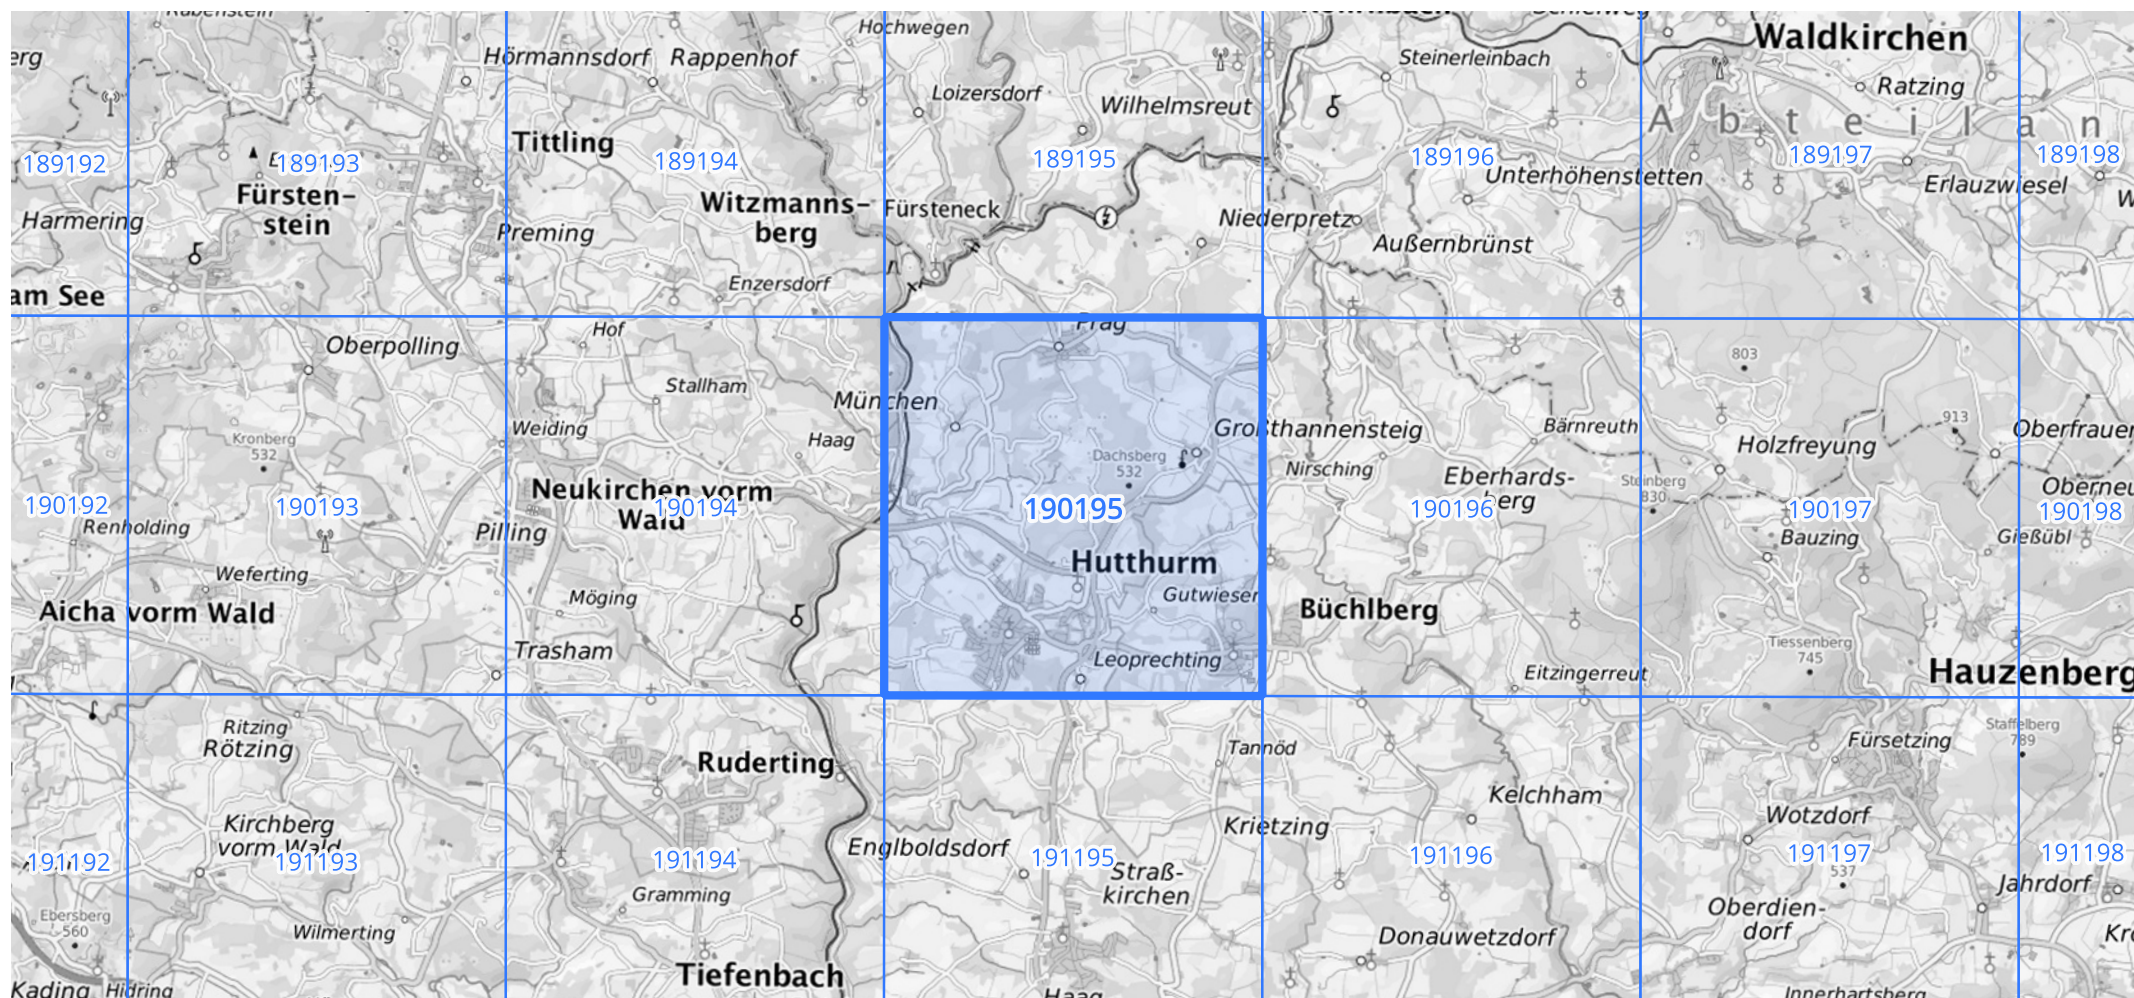 Hochwegen
Waldkirchen
erg
Hörmannsdorf
Rappenhof
Steinerleinbach
Loizersdorf
Wilhelmsreut
Ratzing
Tittling
Abteilan
189192
189193
189194
189195
189196
189197
189198
Unterhöhenstetten
Erlauzwiesel
Fürsten-
stein
Witzmanns-
berg
Fürsteneck
Niederpretz
Harmering
Preming
Außernbrünst
Enzersdorf
am See
Prag
Hof
Oberpolling
803
Stallham
München
913
Weiding
Haag
Großthannensteig
Bärnreuth
Oberfrauen
Kronberg
532
Dachsberg
532
Nirsching
Holzfreyung
Eberhards-
berg
Steinberg
830
Oberneu
Neukirchen vorm
Wald
190192
190193
190194
190195
190196
190197
190198
Renholding
Pilling
Bauzing
Gießübl
Hutthurm
Weferting
Möging
Gutwiesen
Aicha vorm Wald
Büchlberg
Trasham
Leoprechting
Tiessenberg
745
Eitzingerreut
Hauzenberg
Ritzing
Rötzing
Tannöd
Staffelberg
789
Fürsetzing
Ruderting
Kelchham
Wotzdorf
Kirchberg
vorm Wald
Englboldsdorf
Krietzing
191192
191193
191194
191195
191196
191197
191198
Straß-
kirchen
537
Jahrdorf
Gramming
Ebersberg
560
Oberdien-
dorf
Wilmerting
Donauwetzdorf
Tiefenbach
Kading
Hidring
Haag
Innerhartsberg